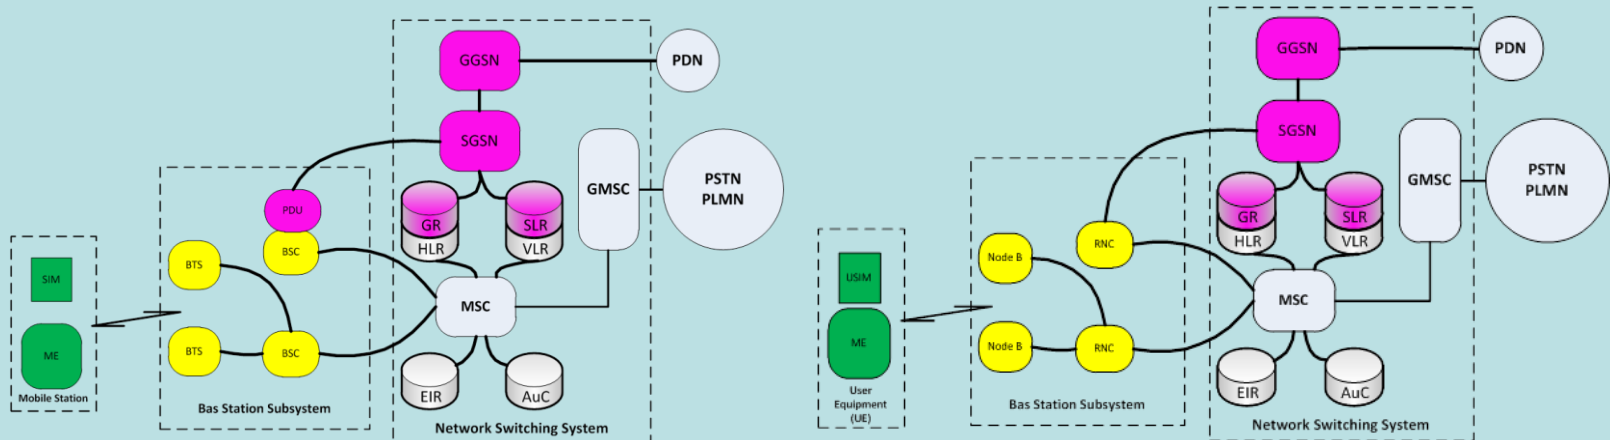 GGSN
PDN
SGSN
GMSC
PSTN
PLMN
PDU
GR
SLR
BSC
HLR
VLR
BTS
SIM
MSC
ME
BTS
BSC
EIR
AuC
Mobile Station
Bas Station Subsystem
Network Switching System
GGSN
PDN
SGSN
GMSC
PSTN
PLMN
GR
SLR
RNC
HLR
VLR
Node B
USIM
MSC
ME
Node B
RNC
EIR
AuC
User
Equipment
(UE)
Bas Station Subsystem
Network Switching System